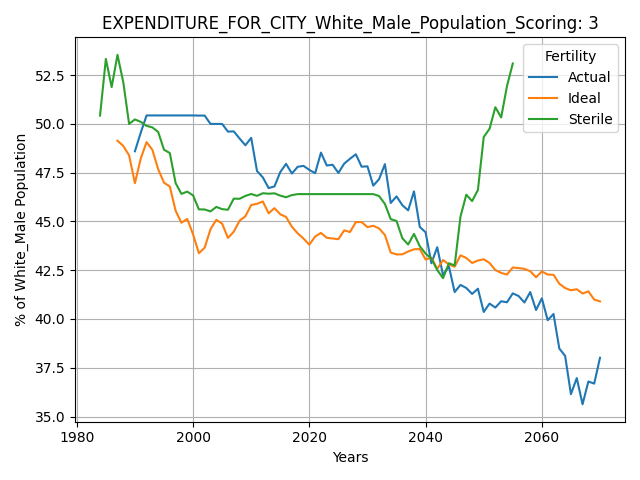 EXPENDITURE_FOR_CITY_White_Male_Population_Scoring: 3
% of White_Male Population
52.5
50.0
47.5
45.0
42.5
40.0
37.5
35.0
Fertility
Actual
Ideal
Sterile
1980
2000
2020
2040
2060
Years